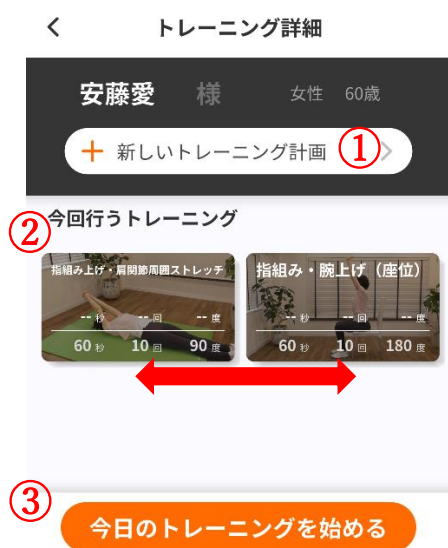 トレーニング詳細
安藤愛 様 女性 60歳
+ 新しいトレーニング計画 ①
② 今回行うトレーニング
指組み上げ・肩関節周囲ストレッチ
-- 秒 -- 回 -- 度
60 秒 10 回 90 度
指組み・腕上げ（座位）
-- 秒 -- 回 -- 度
60 秒 10 回 180 度
③
今日のトレーニングを始める